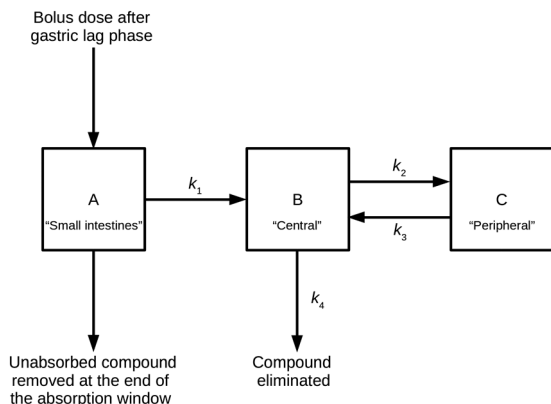 Bolus dose after
gastric lag phase
A
"Small intestines"
k1
B
"Central"
k2
k3
C
"Peripheral"
k4
Unabsorbed compound
removed at the end of
the absorption window
Compound
eliminated